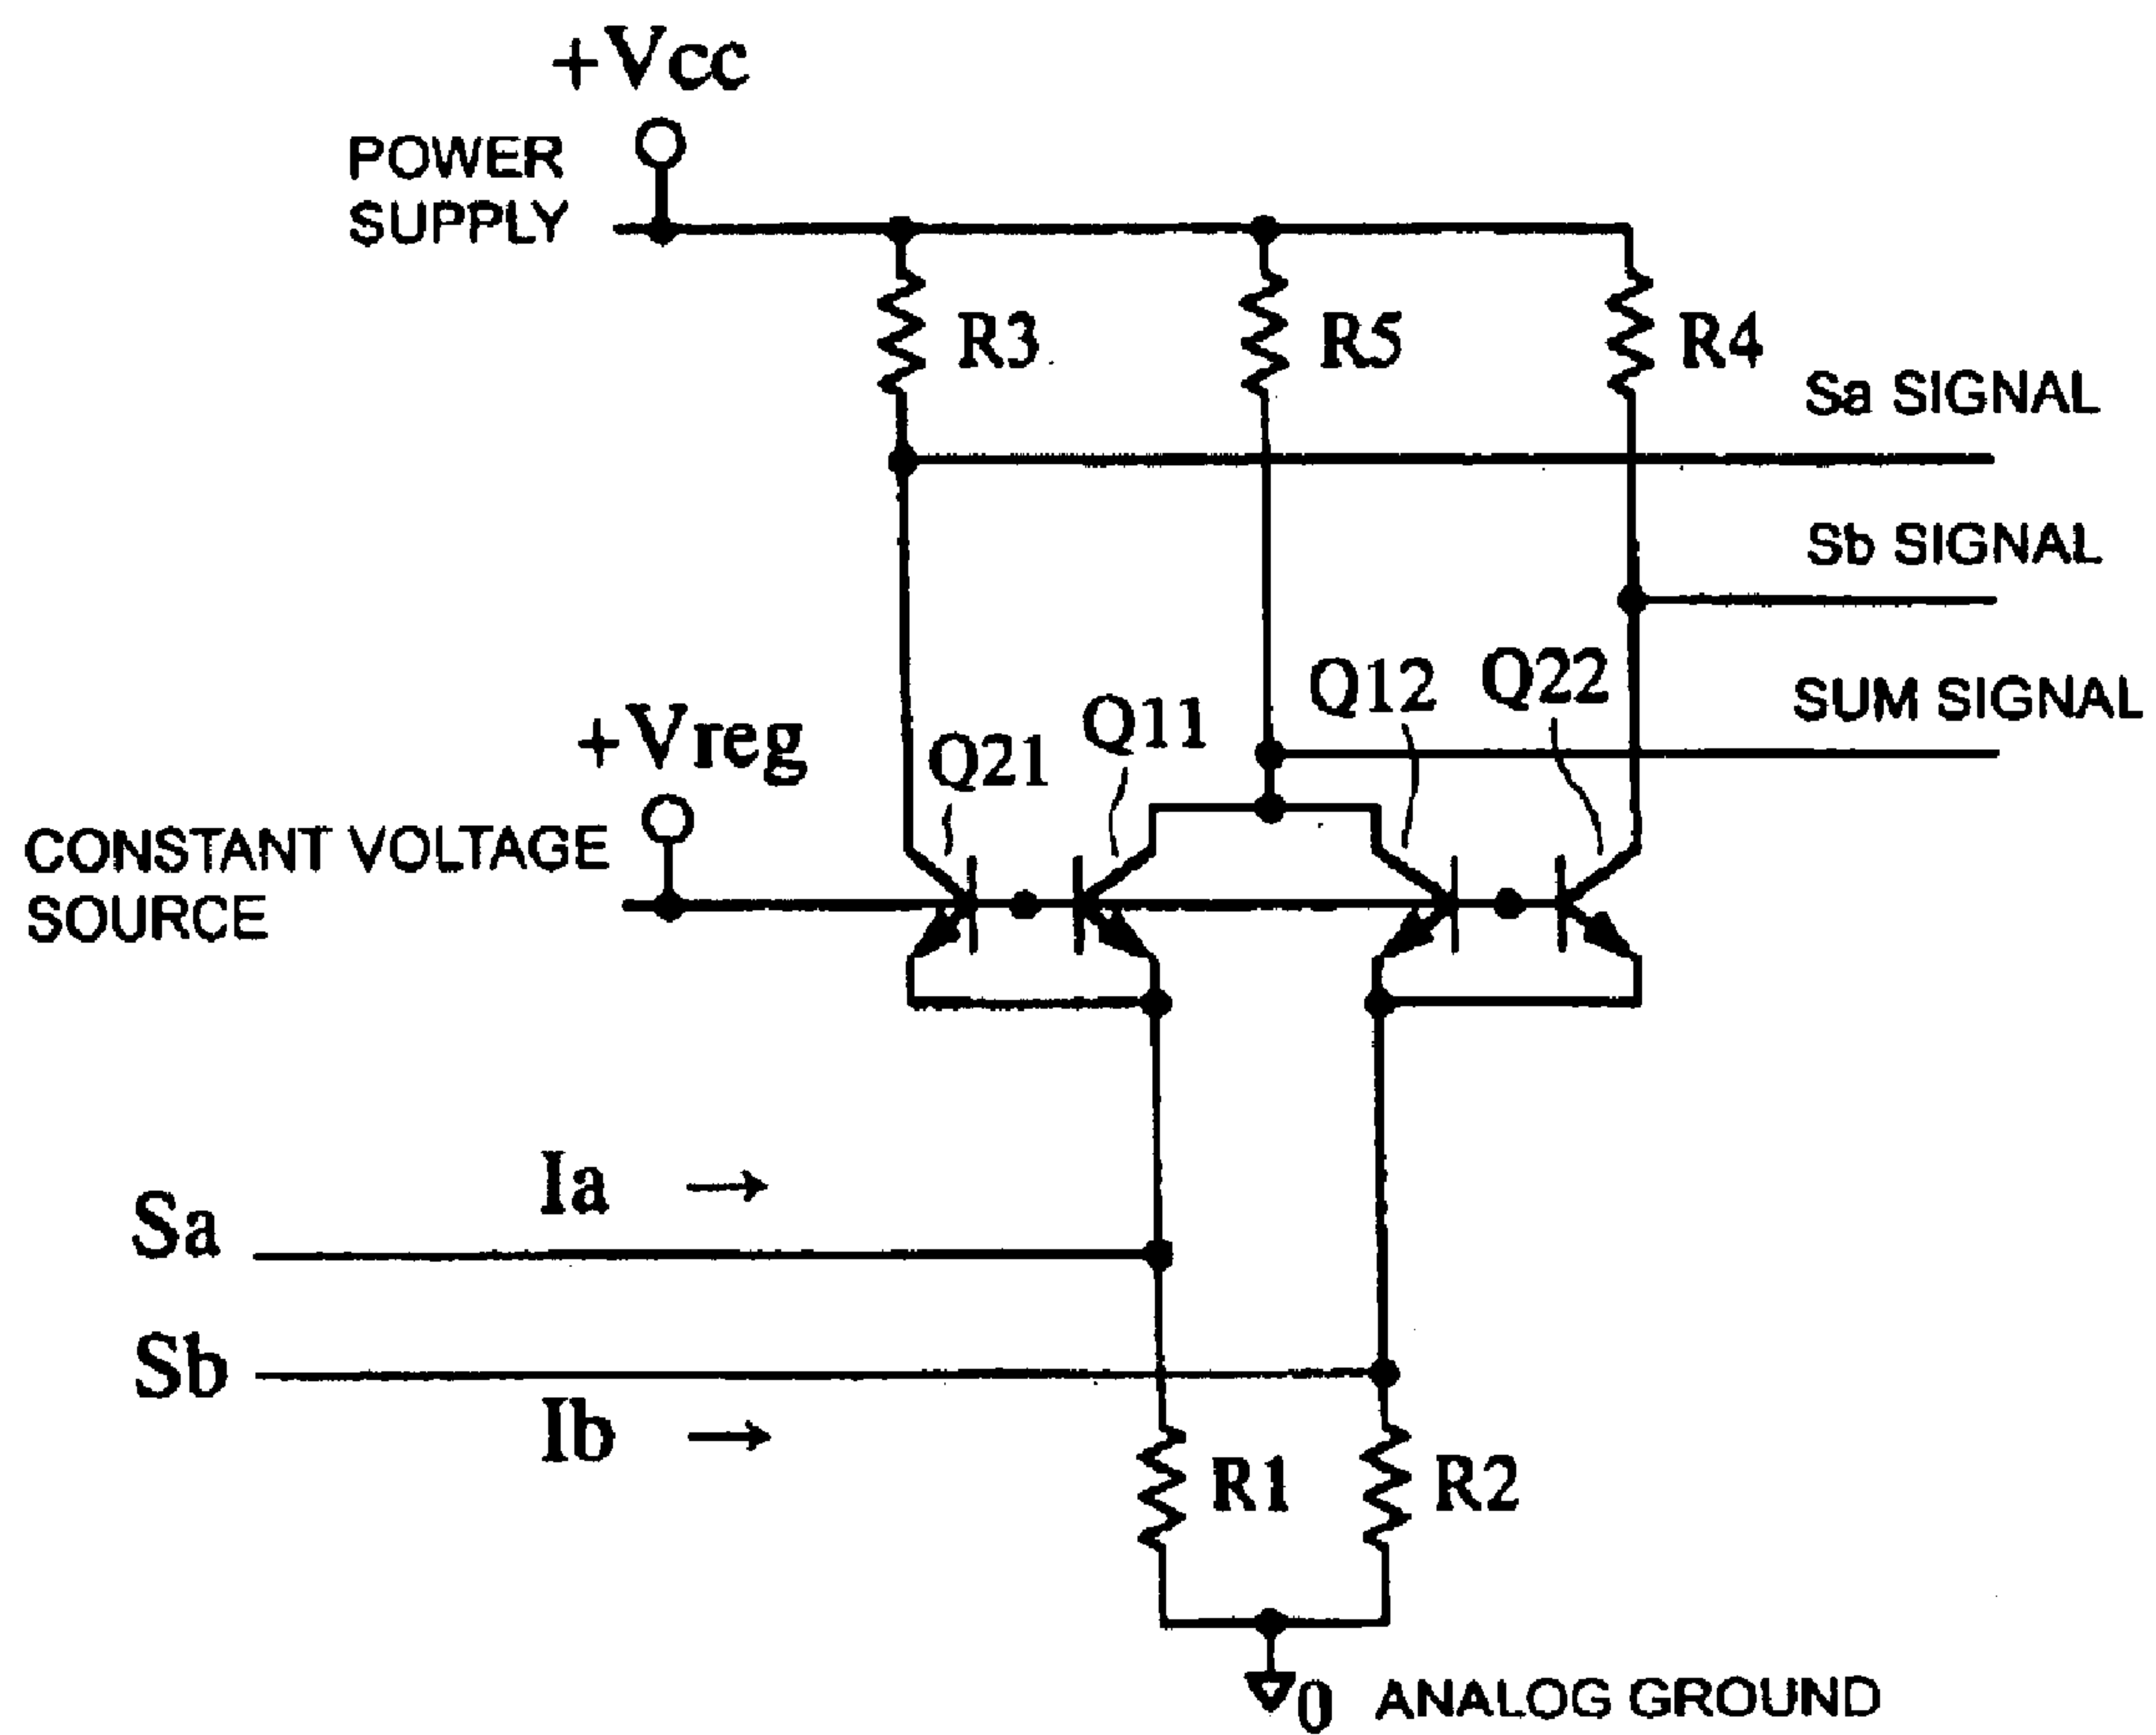 +Vcc
POWER
SUPPLY
R3
R5
R4
Sa SIGNAL
Sb SIGNAL
SUM SIGNAL
+Vreg
Q21
Q11
Q12
Q22
CONSTANT VOLTAGE
SOURCE
Ia →
Sa
Sb
Ib →
R1
R2
0 ANALOG GROUND